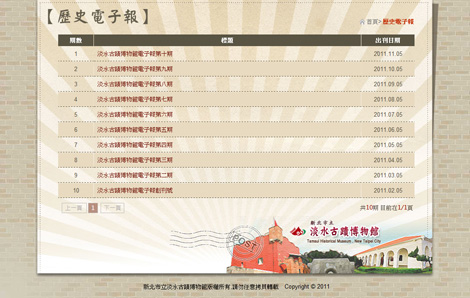 【歷史電子報】
首頁> 歷史電子報
期數 標題 出刊日期
1 淡水古蹟博物館電子報第十期 2011.11.05
2 淡水古蹟博物館電子報第九期 2011.10.05
3 淡水古蹟博物館電子報第八期 2011.09.05
4 淡水古蹟博物館電子報第七期 2011.08.05
5 淡水古蹟博物館電子報第六期 2011.07.05
6 淡水古蹟博物館電子報第五期 2011.06.05
7 淡水古蹟博物館電子報第四期 2011.05.05
8 淡水古蹟博物館電子報第三期 2011.04.05
9 淡水古蹟博物館電子報第二期 2011.03.05
10 淡水古蹟博物館電子報創刊號 2011.02.05
上一頁 1 下一頁 共10期 目前在1/1頁
新北市立
淡水古蹟博物館
Tamsui Historical Museum, New Taipei City
POST
新北市立淡水古蹟博物館版權所有,請勿任意拷貝轉載 Copyright © 2011